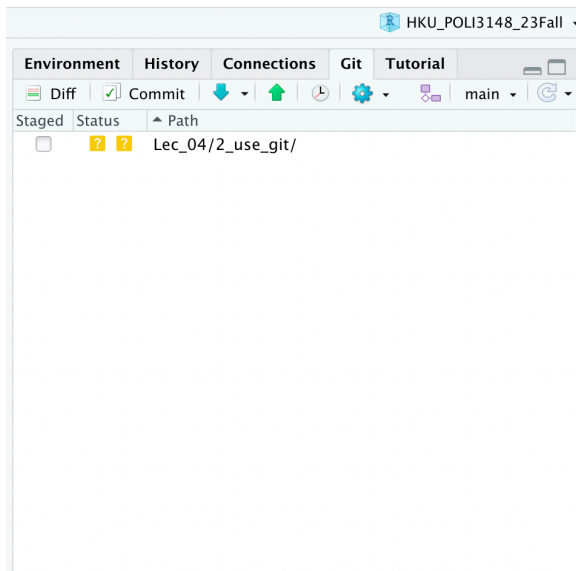 R HKU_POLI3148_23Fall
Environment History Connections Git Tutorial
Diff Commit main
Staged Status Path
? ? Lec_04/2_use_git/